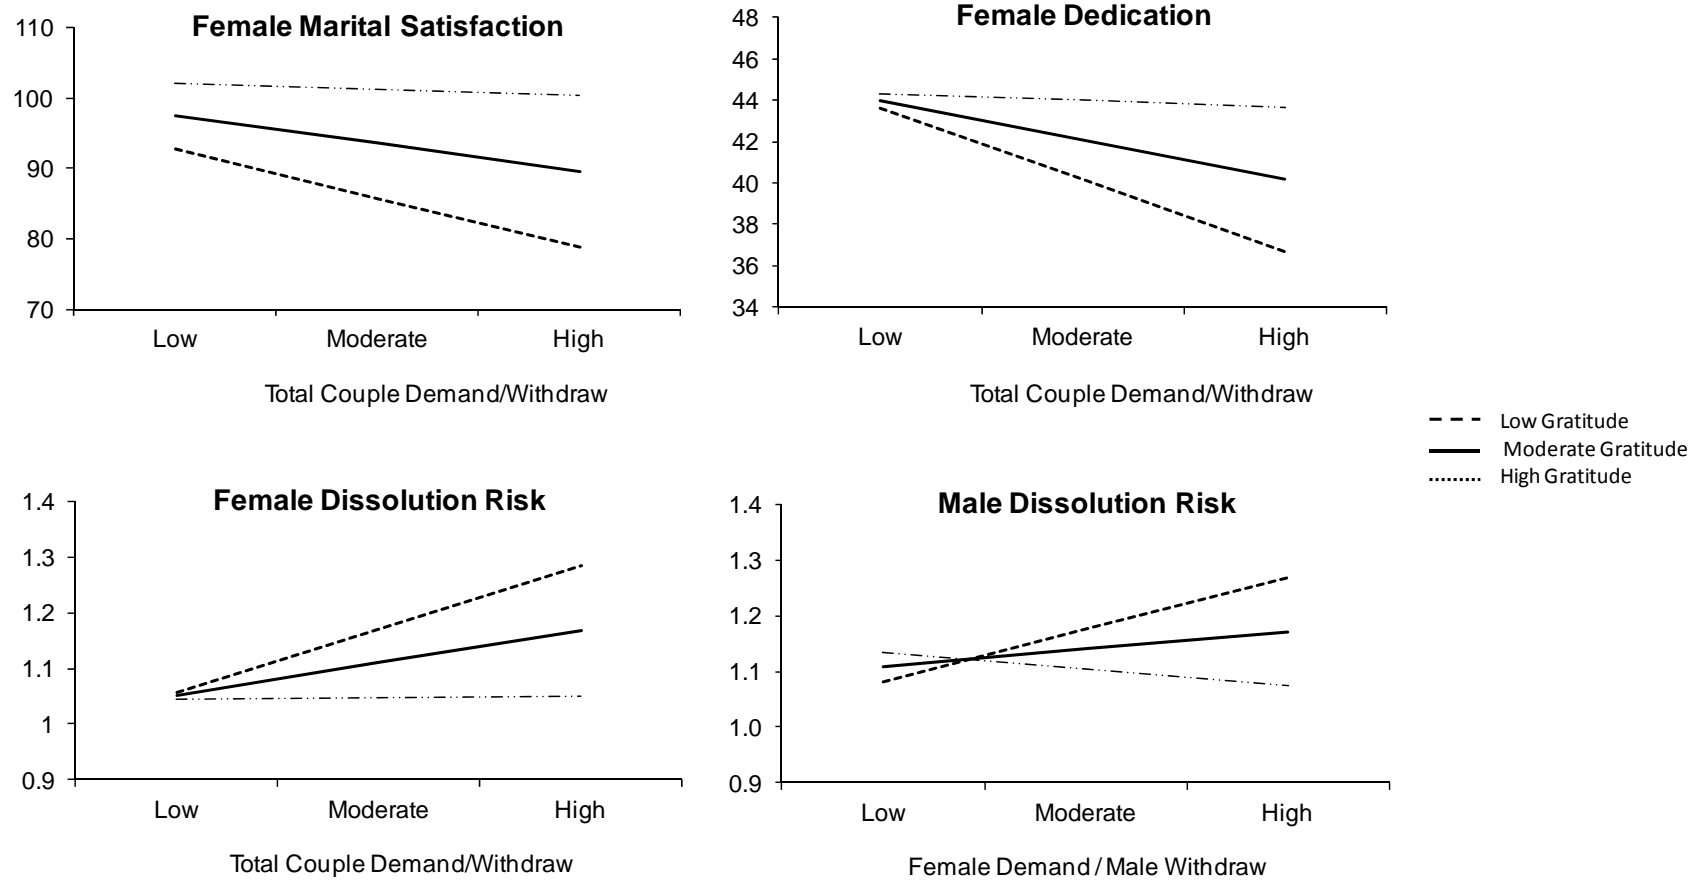 Female Marital Satisfaction
110
100
90
80
70
Low Moderate High
Total Couple Demand/Withdraw
Female Dedication
48
46
44
42
40
38
36
34
Low Moderate High
Total Couple Demand/Withdraw
Low Gratitude
Moderate Gratitude
High Gratitude
Female Dissolution Risk
1.4
1.3
1.2
1.1
1
0.9
Low Moderate High
Total Couple Demand/Withdraw
Male Dissolution Risk
1.4
1.3
1.2
1.1
1.0
0.9
Low Moderate High
Female Demand / Male Withdraw